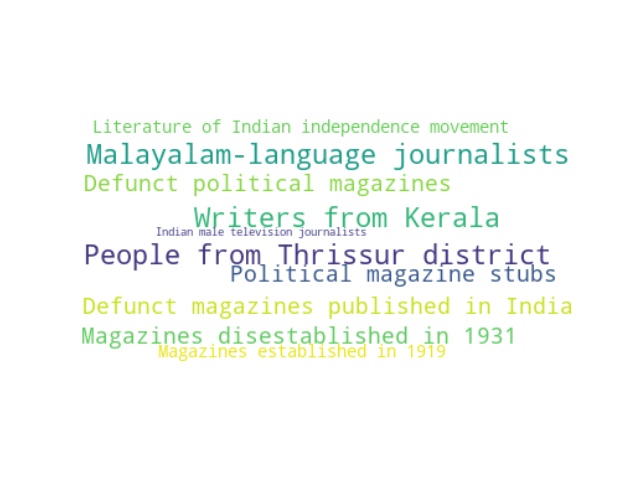 Literature of Indian independence movement
Malayalam-language journalists
Defunct political magazines
Writers from Kerala
Indian male television journalists
People from Thrissur district
Political magazine stubs
Defunct magazines published in India
Magazines disestablished in 1931
Magazines established in 1919